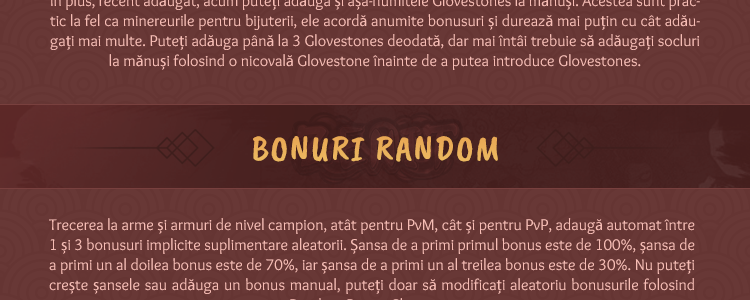 În plus, recent adăugat, acum puteți adăuga și așa-numitele Glovestones la mănuși. Acestea sunt prac-
tic la fel ca minereurile pentru bijuterii, ele acordă anumite bonusuri și durează mai puțin cu cât adău-
gați mai multe. Puteți adăuga până la 3 Glovestones deodată, dar mai întâi trebuie să adăugați socluri
la mănuși folosind o nicovală Glovestone înainte de a putea introduce Glovestones.
BONURI RANDOM
Trecerea la arme și armuri de nivel campion, atât pentru PvM, cât și pentru PvP, adaugă automat între
1 și 3 bonusuri implicite suplimentare aleatorii. Șansa de a primi primul bonus este de 100%, șansa de
a primi un al doilea bonus este de 70%, iar șansa de a primi un al treilea bonus este de 30%. Nu puteți
crește șansele sau adăuga un bonus manual, puteți doar să modificați aleatoriu bonusurile folosind